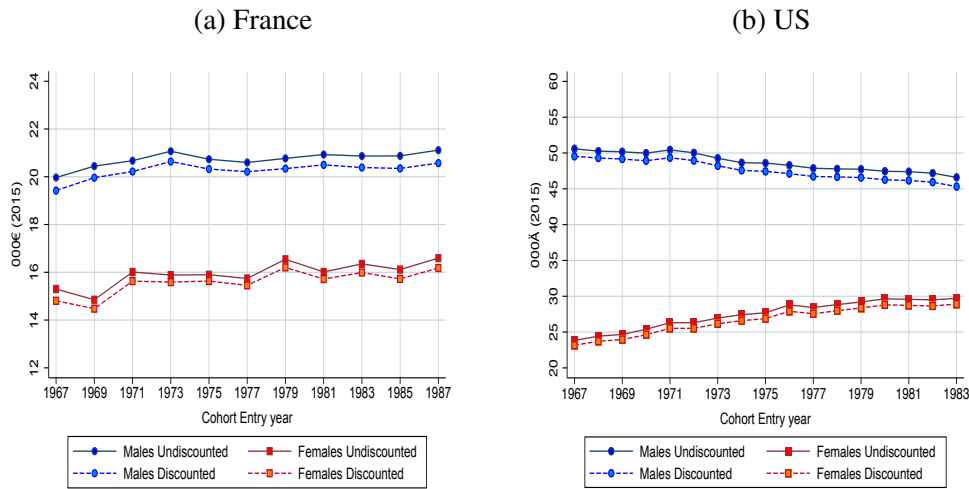 (a) France
24
22
20
18
16
14
12
000€ (2015)
1967 1969 1971 1973 1975 1977 1979 1981 1983 1985 1987
Cohort Entry year
Males Undiscounted Females Undiscounted
Males Discounted Females Discounted
(b) US
60
55
50
45
40
35
30
25
20
000Ä (2015)
1967 1969 1971 1973 1975 1977 1979 1981 1983
Cohort Entry year
Males Undiscounted Females Undiscounted
Males Discounted Females Discounted